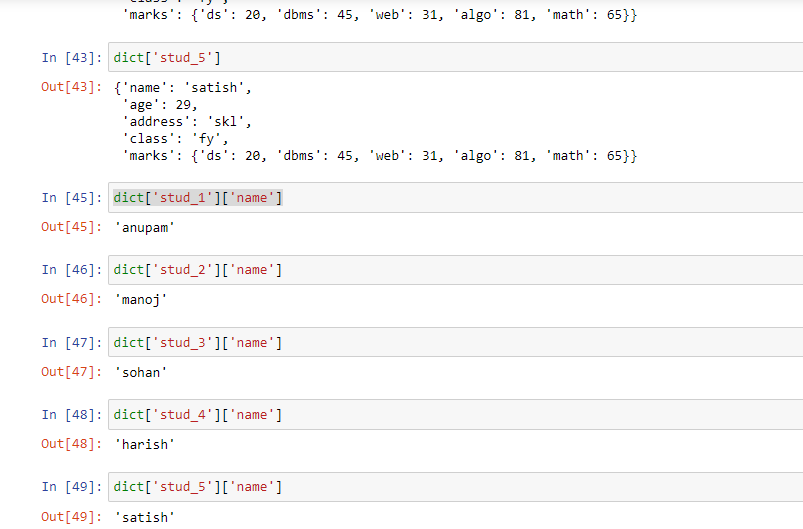 'marks': {'ds': 20, 'dbms': 45, 'web': 31, 'algo': 81, 'math': 65}}
In [43]: dict['stud_5']
Out[43]: {'name': 'satish',
'age': 29,
'address': 'skl',
'class': 'fy',
'marks': {'ds': 20, 'dbms': 45, 'web': 31, 'algo': 81, 'math': 65}}
In [45]: dict['stud_1']['name']
Out[45]: 'anupam'
In [46]: dict['stud_2']['name']
Out[46]: 'manoj'
In [47]: dict['stud_3']['name']
Out[47]: 'sohan'
In [48]: dict['stud_4']['name']
Out[48]: 'harish'
In [49]: dict['stud_5']['name']
Out[49]: 'satish'